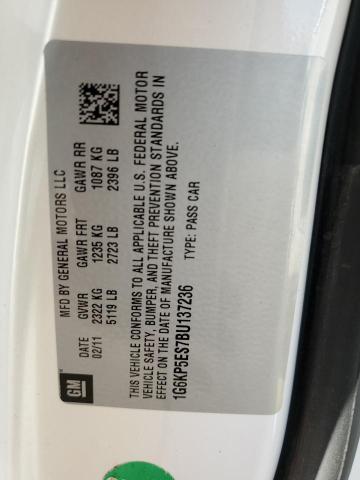 GM
MFD BY GENERAL MOTORS LLC
DATE GVWR GAWR FRT GAWR RR
02/11 2322 KG 1235 KG 1087 KG
5119 LB 2723 LB 2396 LB
THIS VEHICLE CONFORMS TO ALL APPLICABLE U.S. FEDERAL MOTOR
VEHICLE SAFETY, BUMPER, AND THEFT PREVENTION STANDARDS IN
EFFECT ON THE DATE OF MANUFACTURE SHOWN ABOVE.
1G6KP5ES7BU137236 TYPE: PASS CAR